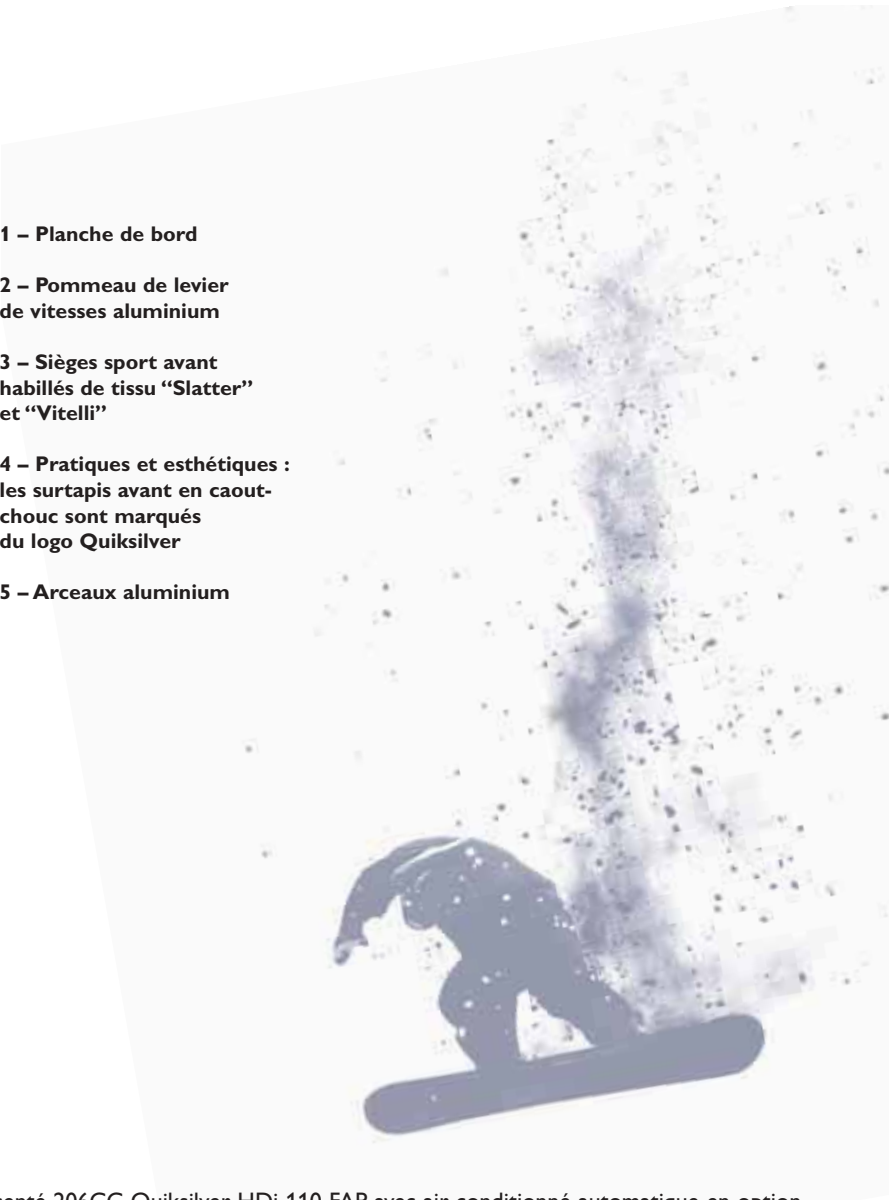 1 – Planche de bord
2 – Pommeau de levier
de vitesses aluminium
3 – Sièges sport avant
habillés de tissu “Slatter”
et “Vitelli”
4 – Pratiques et esthétiques :
les surtapis avant en caout-
chouc sont marqués
du logo Quiksilver
5 – Arceaux aluminium
206CC Quiksilver HDi 110 FAP avec air conditionné automatique en option